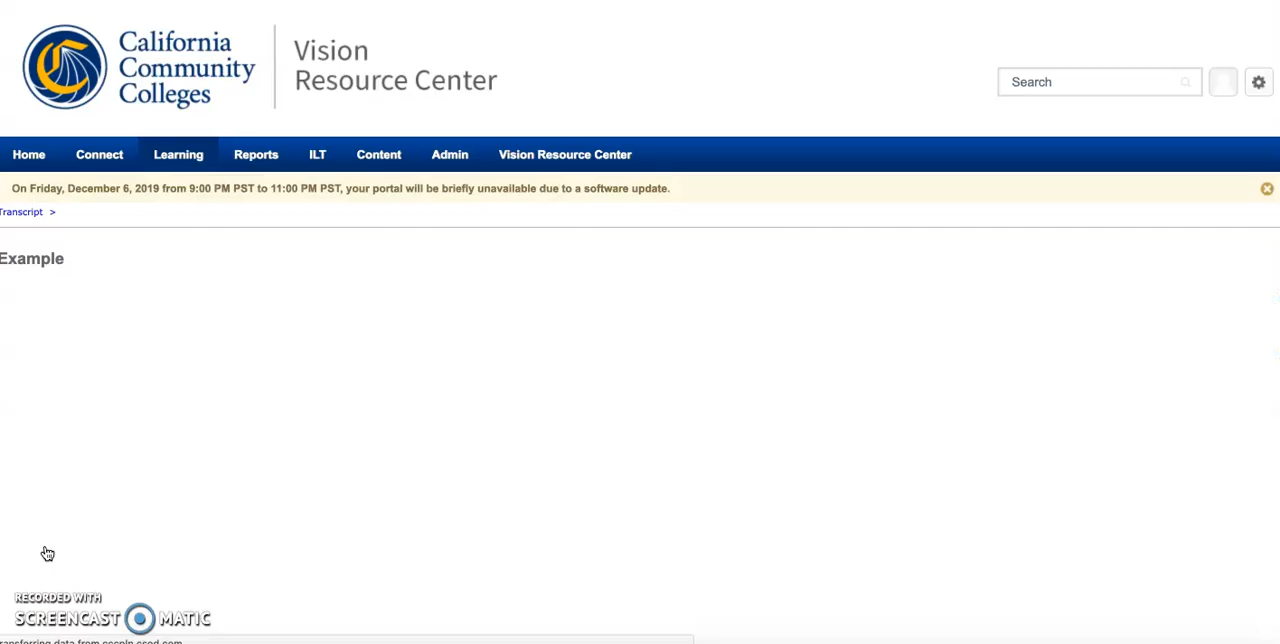 California
Community
Colleges
Vision
Resource Center
Search
Home Connect Learning Reports ILT Content Admin Vision Resource Center
On Friday, December 6, 2019 from 9:00 PM PST to 11:00 PM PST, your portal will be briefly unavailable due to a software update.
Transcript >
Example
RECORDED WITH
SCREENCAST MATIC